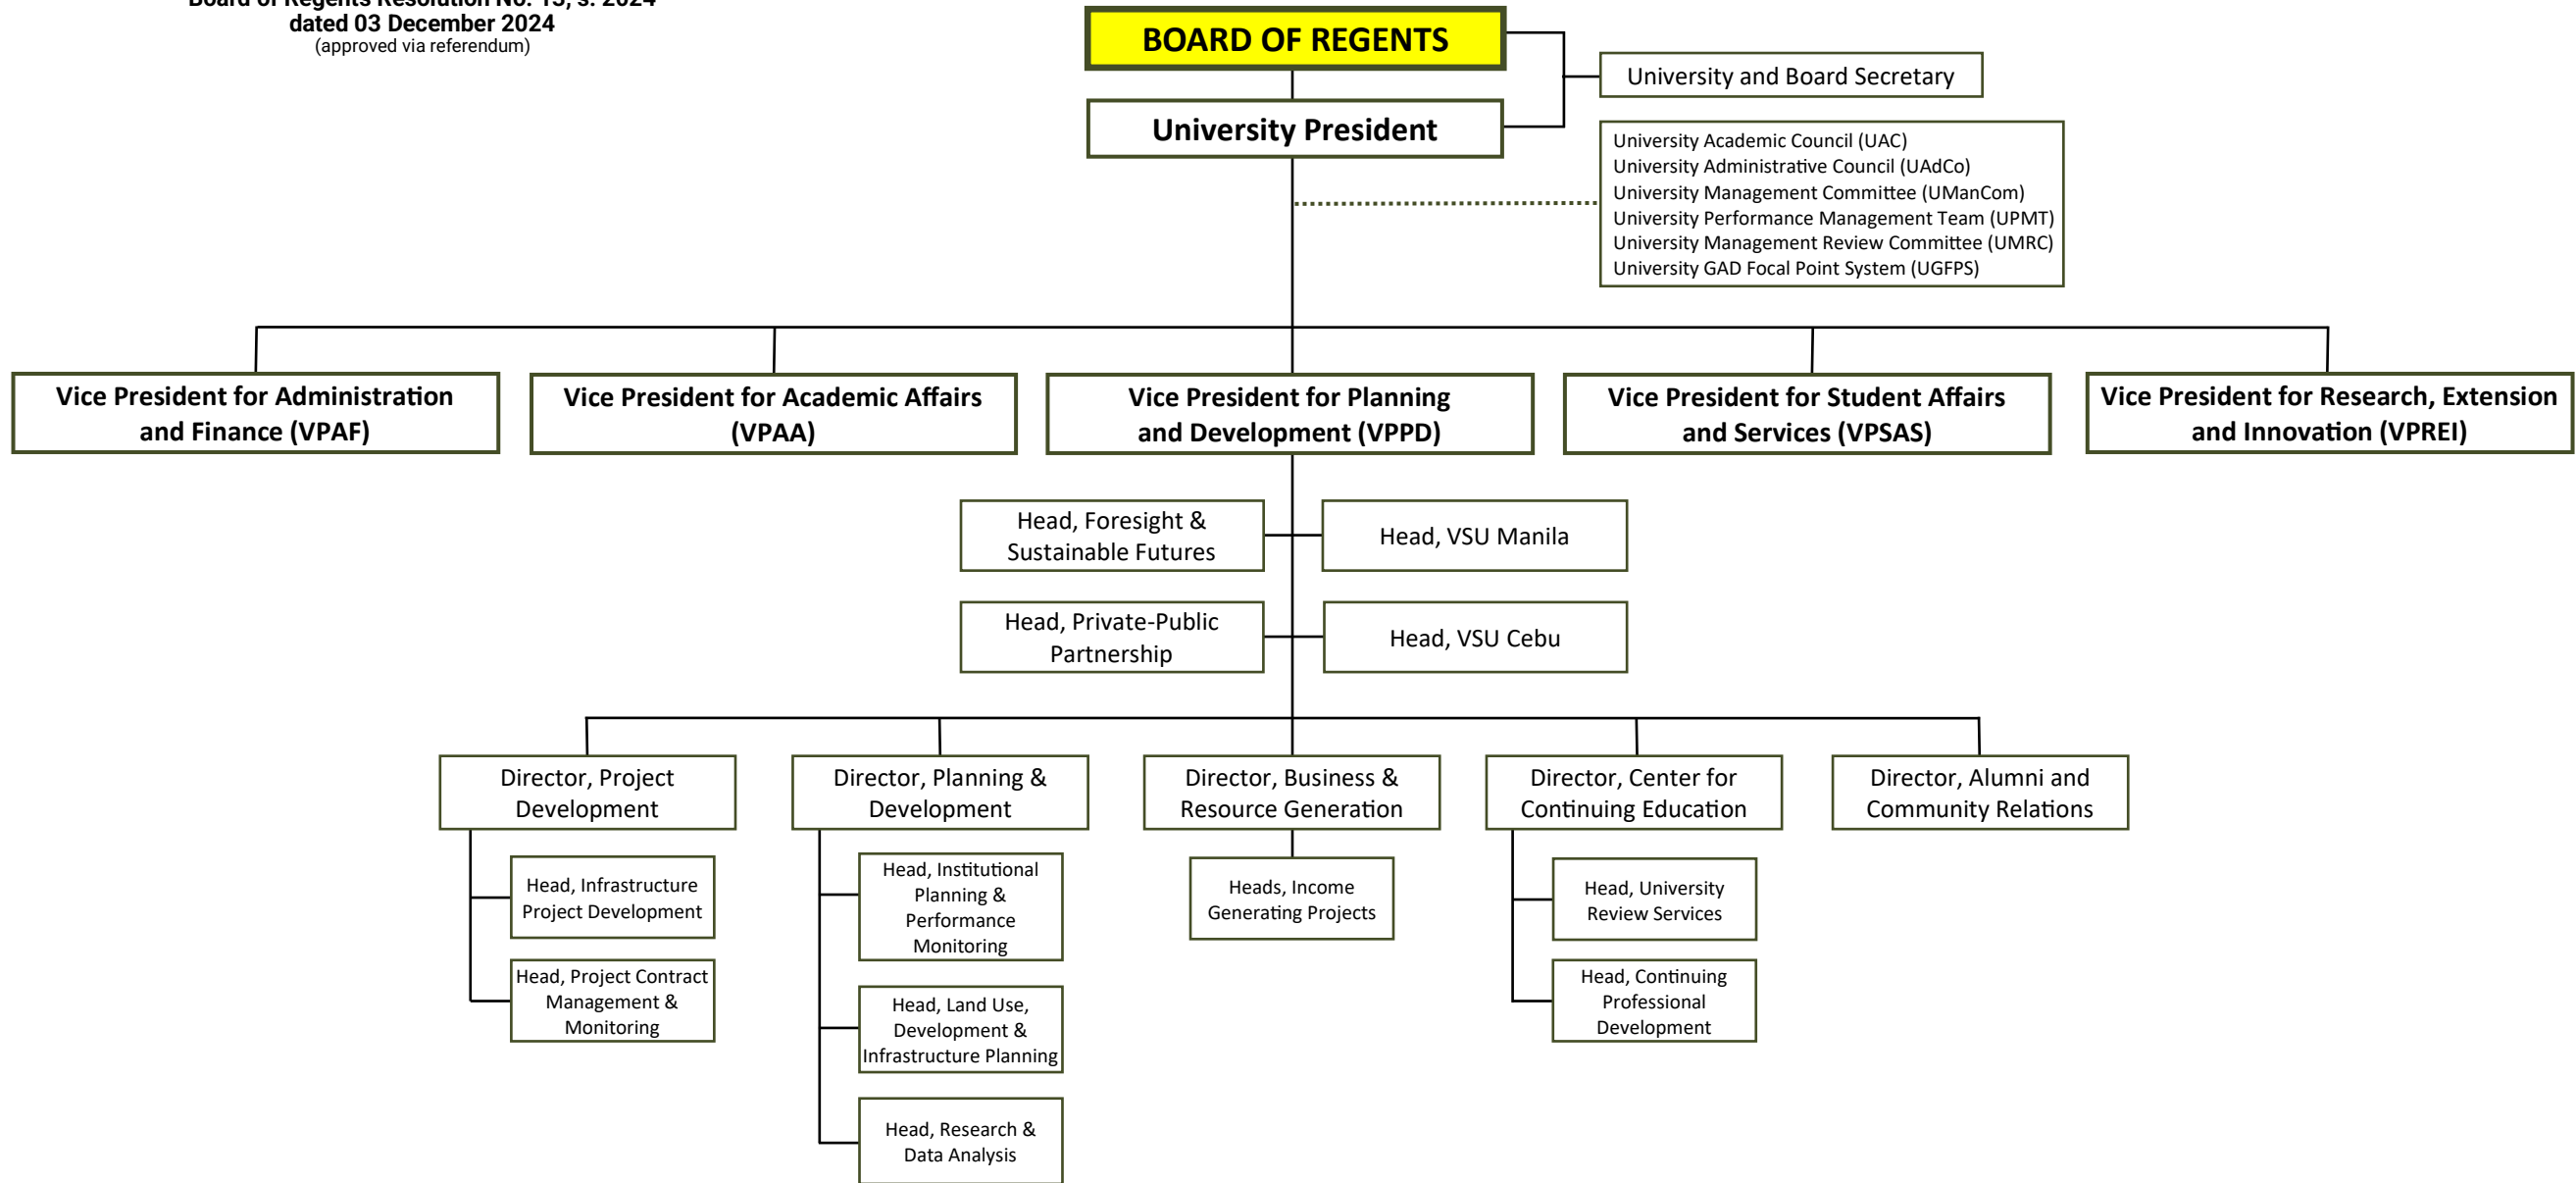 Board of Regents Resolution No. 13, s. 2024
dated 03 December 2024
(approved via referendum)
BOARD OF REGENTS
University and Board Secretary
University President
University Academic Council (UAC)
University Administrative Council (UAdCo)
University Management Committee (UManCom)
University Performance Management Team (UPMT)
University Management Review Committee (UMRC)
University GAD Focal Point System (UGFPS)
Vice President for Administration
and Finance (VPAF)
Vice President for Academic Affairs
(VPAA)
Vice President for Planning
and Development (VPPD)
Vice President for Student Affairs
and Services (VPSAS)
Vice President for Research, Extension
and Innovation (VPREI)
Head, Foresight &
Sustainable Futures
Head, VSU Manila
Head, Private-Public
Partnership
Head, VSU Cebu
Director, Project
Development
Director, Planning &
Development
Director, Business &
Resource Generation
Director, Center for
Continuing Education
Director, Alumni and
Community Relations
Head, Infrastructure
Project Development
Head, Project Contract
Management &
Monitoring
Head, Institutional
Planning &
Performance
Monitoring
Head, Land Use,
Development &
Infrastructure Planning
Head, Research &
Data Analysis
Heads, Income
Generating Projects
Head, University
Review Services
Head, Continuing
Professional
Development